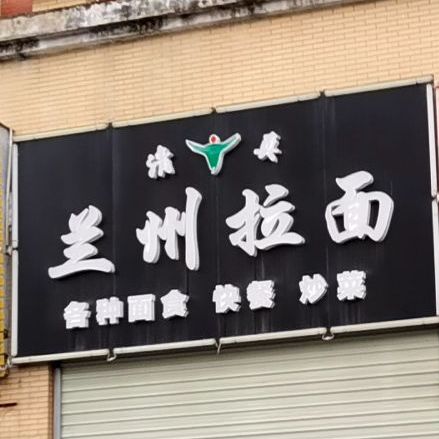 清真
兰州拉面
各种面食 快餐 炒菜